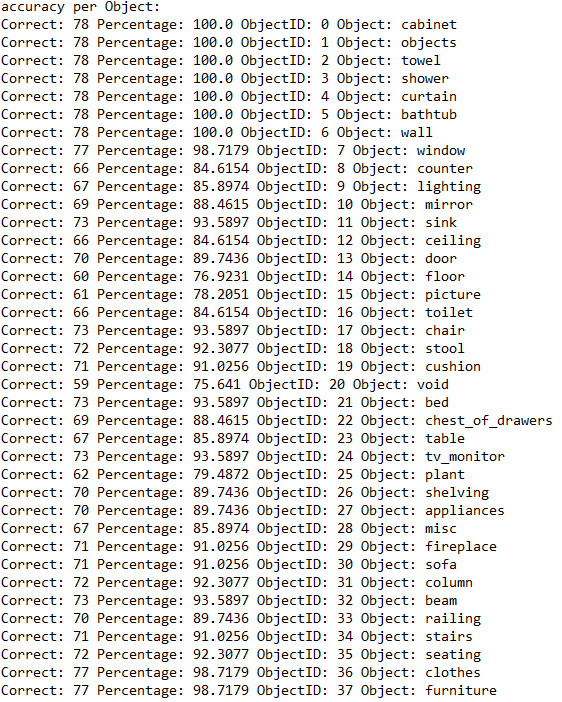 accuracy per Object:
Correct: 78 Percentage: 100.0 ObjectID: 0 Object: cabinet
Correct: 78 Percentage: 100.0 ObjectID: 1 Object: objects
Correct: 78 Percentage: 100.0 ObjectID: 2 Object: towel
Correct: 78 Percentage: 100.0 ObjectID: 3 Object: shower
Correct: 78 Percentage: 100.0 ObjectID: 4 Object: curtain
Correct: 78 Percentage: 100.0 ObjectID: 5 Object: bathtub
Correct: 78 Percentage: 100.0 ObjectID: 6 Object: wall
Correct: 77 Percentage: 98.7179 ObjectID: 7 Object: window
Correct: 66 Percentage: 84.6154 ObjectID: 8 Object: counter
Correct: 67 Percentage: 85.8974 ObjectID: 9 Object: lighting
Correct: 69 Percentage: 88.4615 ObjectID: 10 Object: mirror
Correct: 73 Percentage: 93.5897 ObjectID: 11 Object: sink
Correct: 66 Percentage: 84.6154 ObjectID: 12 Object: ceiling
Correct: 70 Percentage: 89.7436 ObjectID: 13 Object: door
Correct: 60 Percentage: 76.9231 ObjectID: 14 Object: floor
Correct: 61 Percentage: 78.2051 ObjectID: 15 Object: picture
Correct: 66 Percentage: 84.6154 ObjectID: 16 Object: toilet
Correct: 73 Percentage: 93.5897 ObjectID: 17 Object: chair
Correct: 72 Percentage: 92.3077 ObjectID: 18 Object: stool
Correct: 71 Percentage: 91.0256 ObjectID: 19 Object: cushion
Correct: 59 Percentage: 75.641 ObjectID: 20 Object: void
Correct: 73 Percentage: 93.5897 ObjectID: 21 Object: bed
Correct: 69 Percentage: 88.4615 ObjectID: 22 Object: chest_of_drawers
Correct: 67 Percentage: 85.8974 ObjectID: 23 Object: table
Correct: 73 Percentage: 93.5897 ObjectID: 24 Object: tv_monitor
Correct: 62 Percentage: 79.4872 ObjectID: 25 Object: plant
Correct: 70 Percentage: 89.7436 ObjectID: 26 Object: shelving
Correct: 70 Percentage: 89.7436 ObjectID: 27 Object: appliances
Correct: 67 Percentage: 85.8974 ObjectID: 28 Object: misc
Correct: 71 Percentage: 91.0256 ObjectID: 29 Object: fireplace
Correct: 71 Percentage: 91.0256 ObjectID: 30 Object: sofa
Correct: 72 Percentage: 92.3077 ObjectID: 31 Object: column
Correct: 73 Percentage: 93.5897 ObjectID: 32 Object: beam
Correct: 70 Percentage: 89.7436 ObjectID: 33 Object: railing
Correct: 71 Percentage: 91.0256 ObjectID: 34 Object: stairs
Correct: 72 Percentage: 92.3077 ObjectID: 35 Object: seating
Correct: 77 Percentage: 98.7179 ObjectID: 36 Object: clothes
Correct: 77 Percentage: 98.7179 ObjectID: 37 Object: furniture